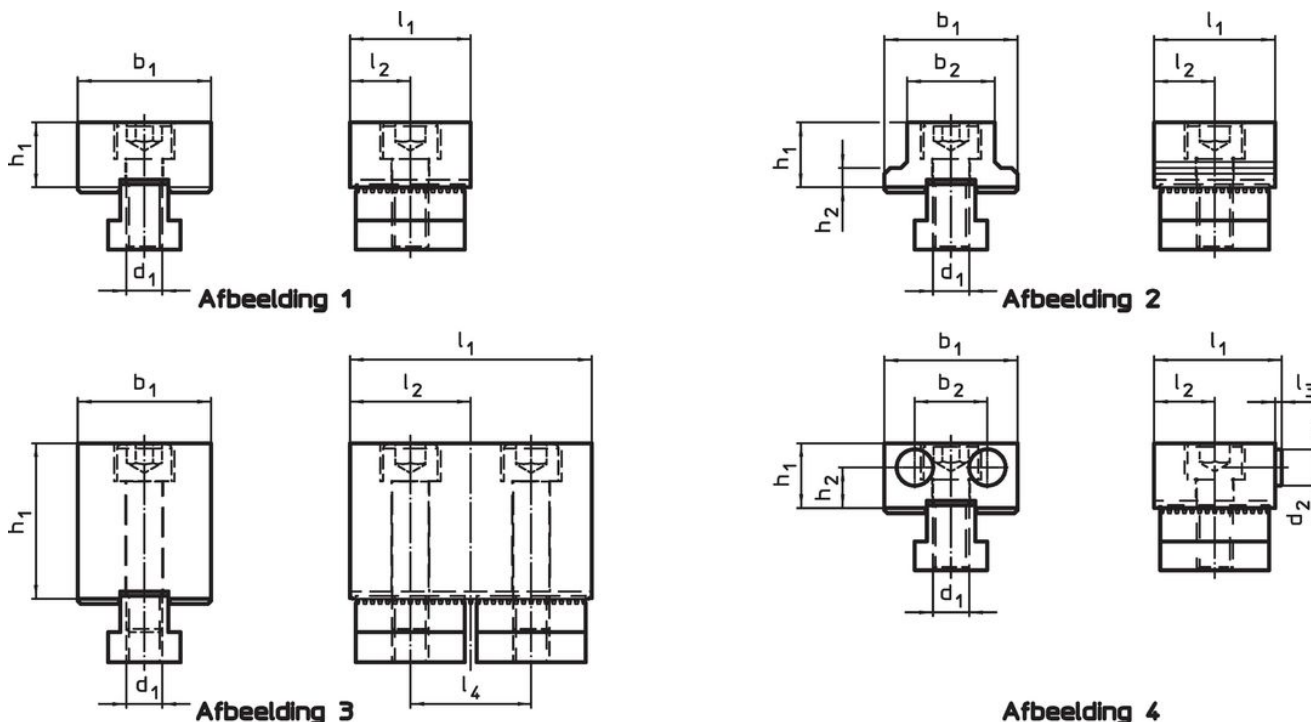 l₁
l₂
b₁
h₁
d₁
Afbeelding 1
b₁
b₂
l₁
l₂
h₁
h₂
d₁
Afbeelding 2
l₁
b₁
l₂
h₁
d₁
l₄
Afbeelding 3
b₁
b₂
l₁
l₂
l₃
h₁
h₂
d₂
d₁
Afbeelding 4